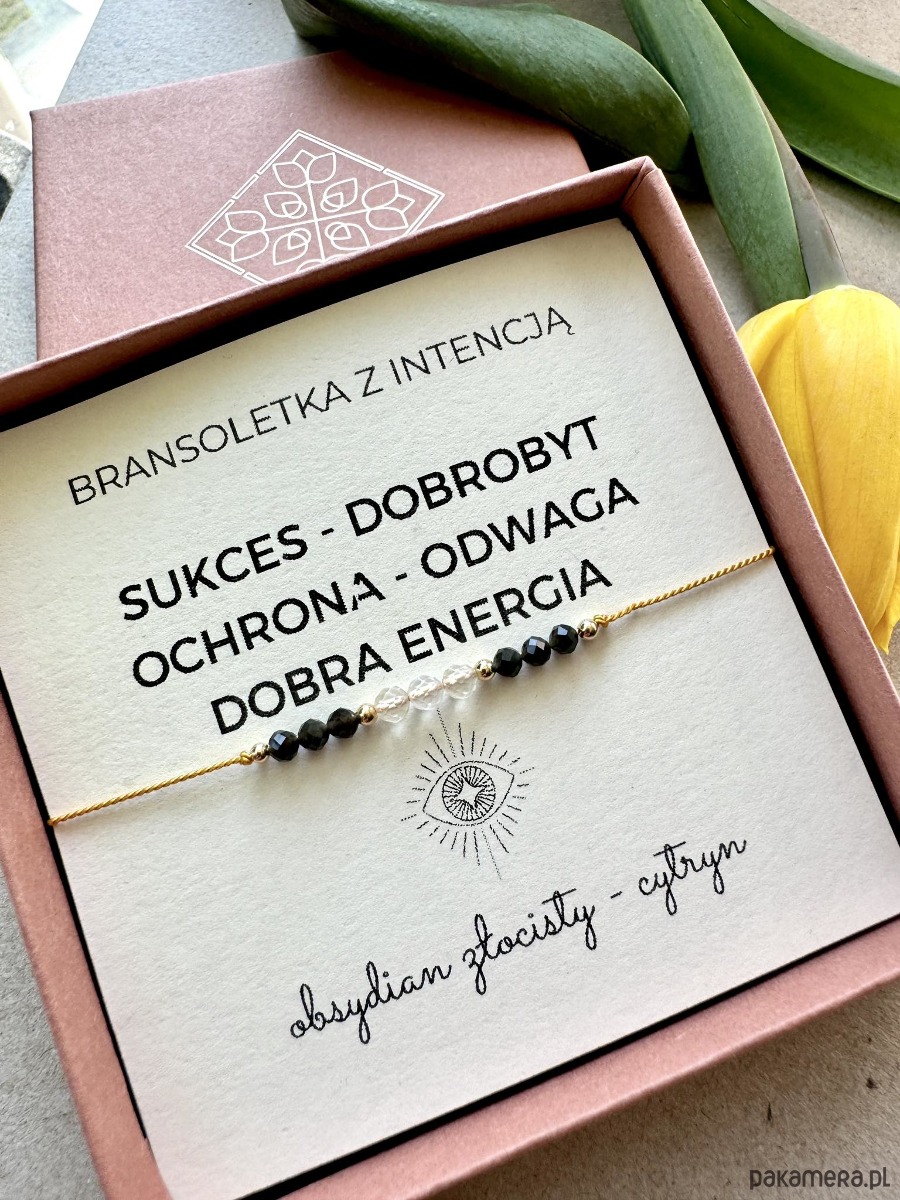 BRANSOLETKA Z INTENCJĄ
SUKCES - DOBROBYT
OCHRONA - ODWAGA
DOBRA ENERGIA
obsydian złocisty - cytryn
pakamera.pl